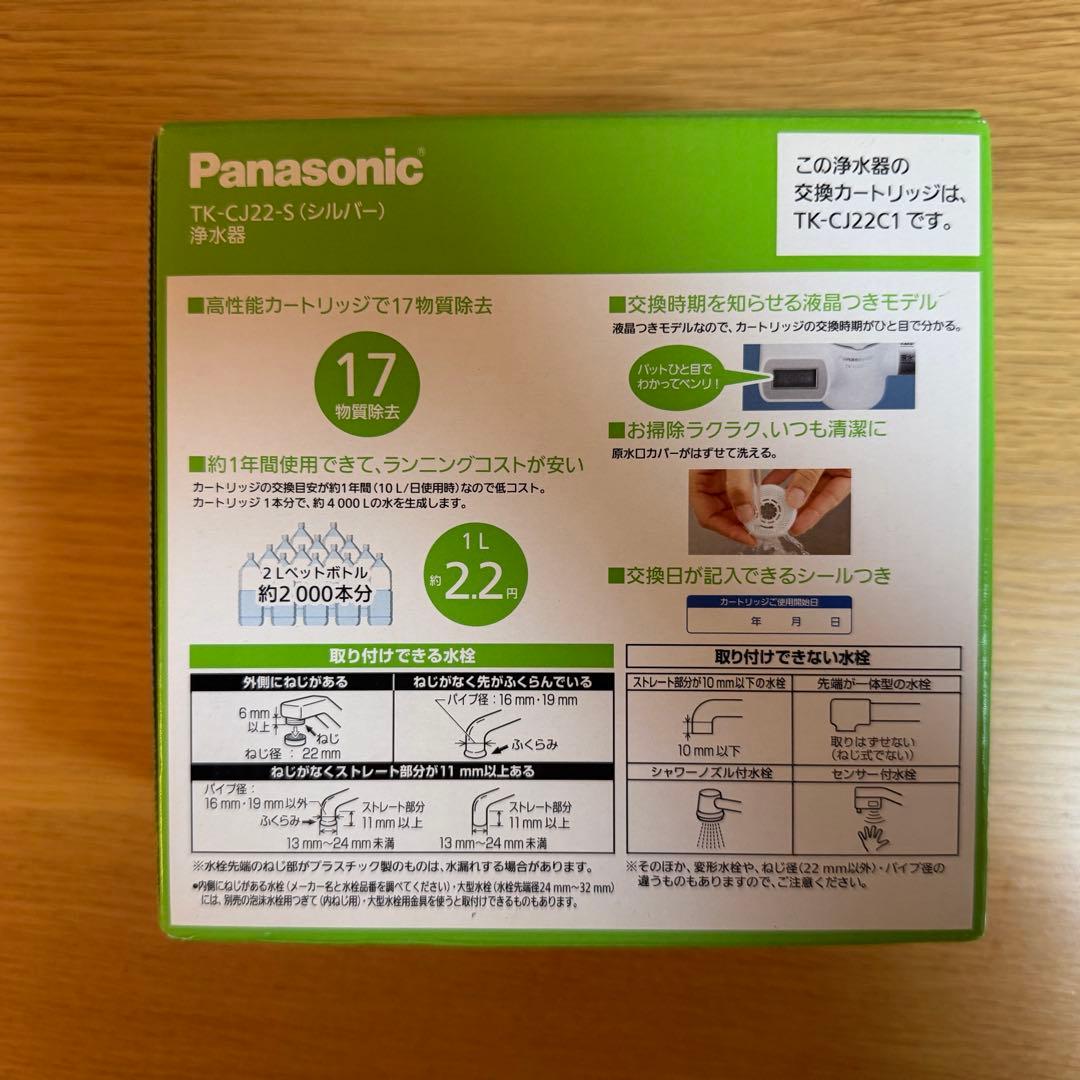 Panasonic®
TK-CJ22-S(シルバー)
浄水器
この浄水器の
交換カートリッジは、
TK-CJ22C1です。
■高性能カートリッジで17物質除去
17
物質除去
■約1年間使用できて、ランニングコストが安い
カートリッジの交換目安が約1年間(10 L/日使用時)なので低コスト。
カートリッジ1本分で、約4 000 Lの水を生成します。
2 Lペットボトル
約2 000本分
1 L
約2.2円
■交換時期を知らせる液晶つきモデル
液晶つきモデルなので、カートリッジの交換時期がひと目で分かる。
パットひと目で
わかってベンリ!
Panasonic
■お掃除ラクラク、いつも清潔に
原水口カバーがはずせて洗える。
■交換日が記入できるシールつき
カートリッジご使用開始日
年 月 日
取り付けできる水栓
外側にねじがある
6 mm
以上
ねじ
ねじ径:22 mm
ねじがなく先がふくらんでいる
パイプ径:16 mm・19 mm
ふくらみ
ねじがなくストレート部分が11 mm以上ある
パイプ径:
16 mm・19 mm以外
ふくらみ
ストレート部分
11 mm以上
13 mm〜24 mm未満
ストレート部分
11 mm以上
13 mm〜24 mm未満
※水栓先端のねじ部がプラスチック製のものは、水漏れする場合があります。
●内側にねじがある水栓(メーカー名と水栓品番を調べてください)・大型水栓(水栓先端径24 mm〜32 mm)
には、別売の泡沫水栓用つぎて(内ねじ用)・大型水栓用金具を使うと取付けできるものもあります。
取り付けできない水栓
ストレート部分が10 mm以下の水栓
10 mm以下
先端が一体型の水栓
取りはずせない
(ねじ式でない)
シャワーノズル付水栓
センサー付水栓
※そのほか、変形水栓や、ねじ径(22 mm以外)・パイプ径の
違うものもありますので、ご注意ください。